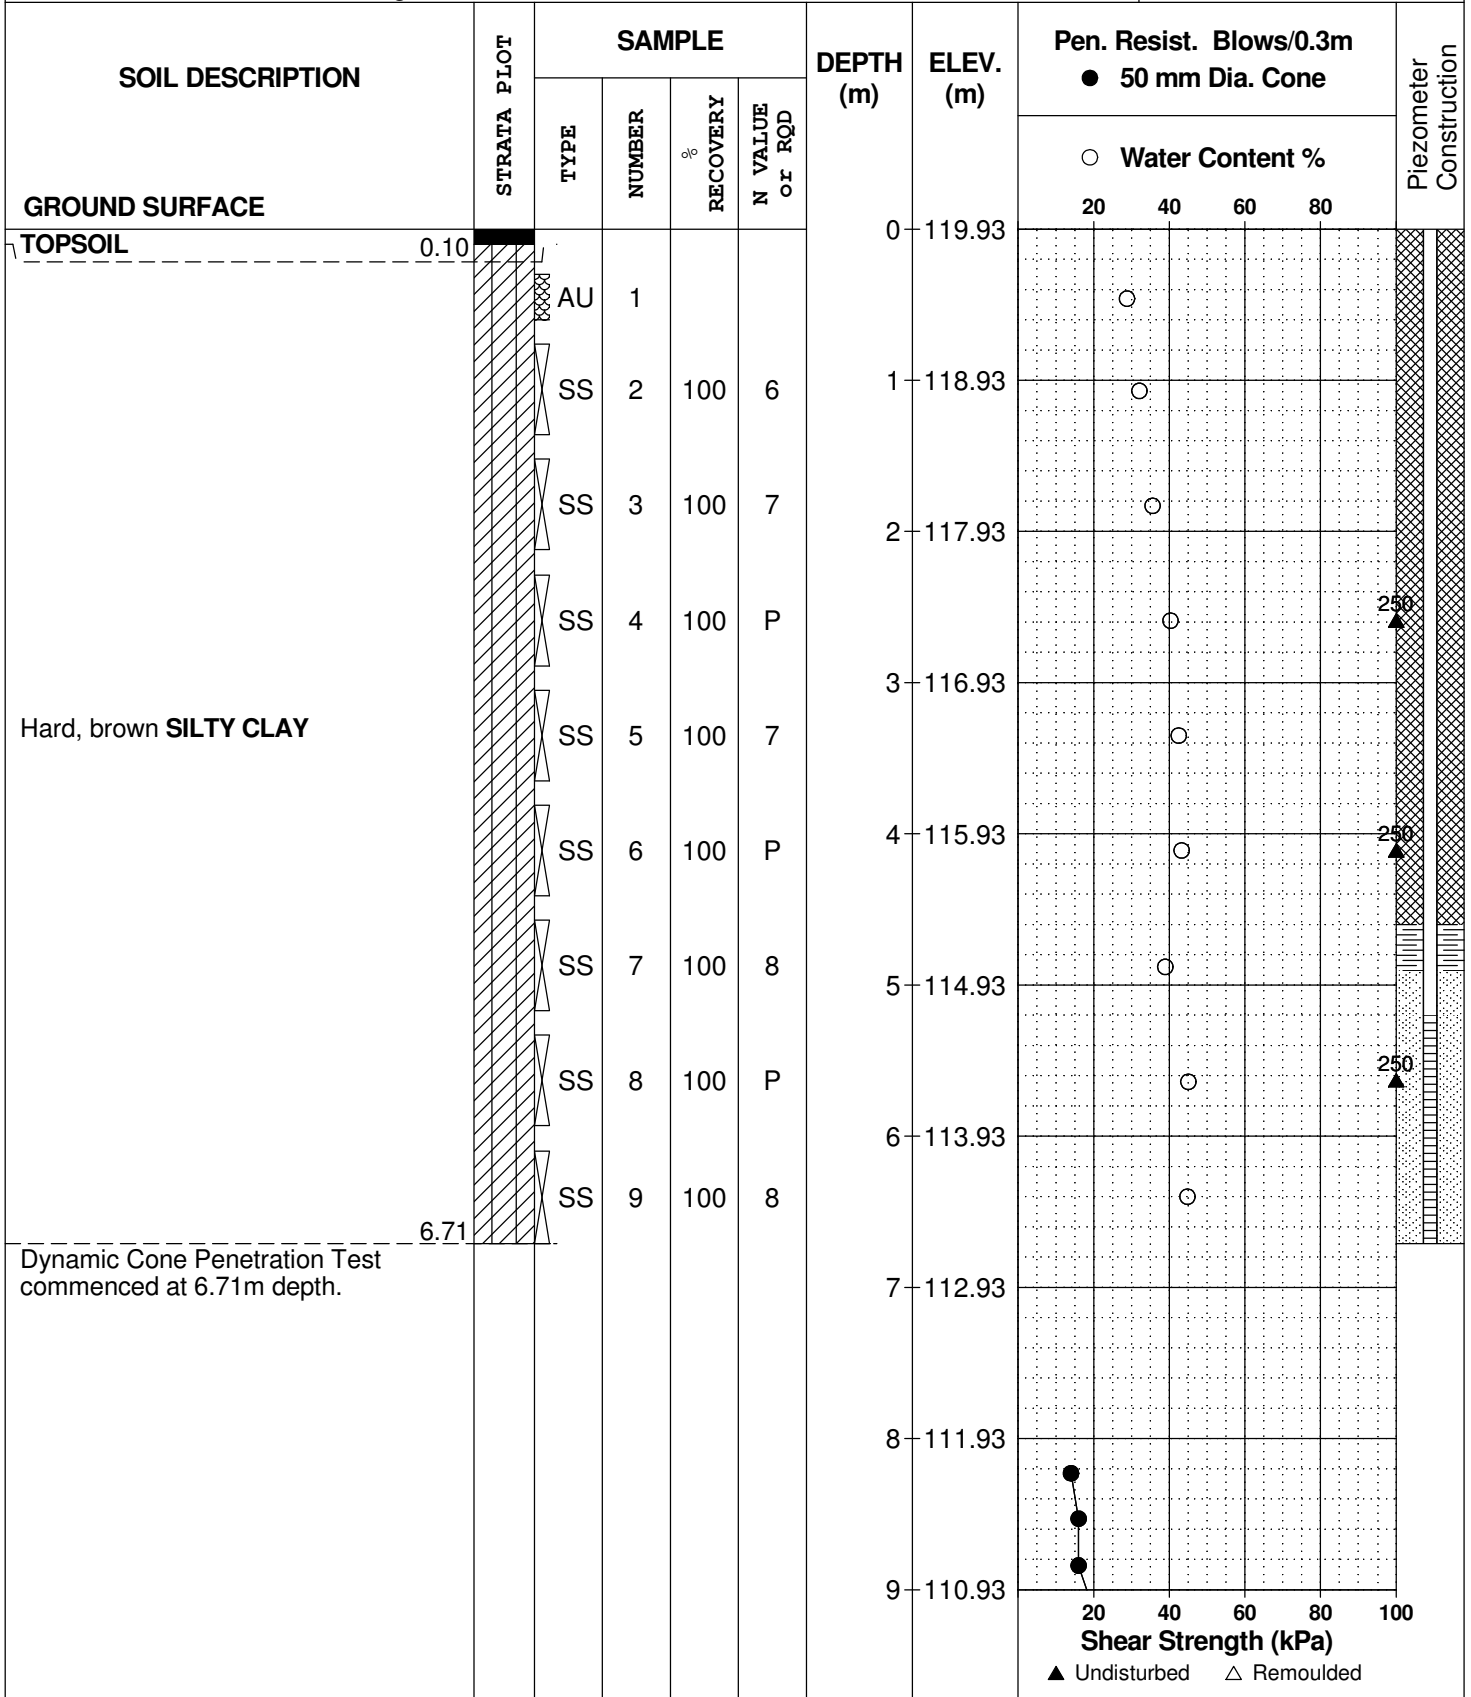 SOIL DESCRIPTION
GROUND SURFACE
STRATA PLOT
SAMPLE
TYPE
NUMBER
%
RECOVERY
N VALUE
or RQD
DEPTH
(m)
ELEV.
(m)
Pen. Resist. Blows/0.3m
● 50 mm Dia. Cone
○ Water Content %
20 40 60 80
Piezometer
Construction
TOPSOIL 0.10
0 119.93
AU 1
SS 2 100 6
1 118.93
SS 3 100 7
2 117.93
SS 4 100 P
250
3 116.93
Hard, brown SILTY CLAY
SS 5 100 7
4 115.93
SS 6 100 P
250
SS 7 100 8
5 114.93
SS 8 100 P
250
6 113.93
SS 9 100 8
6.71
Dynamic Cone Penetration Test
commenced at 6.71m depth.
7 112.93
8 111.93
9 110.93
20 40 60 80 100
Shear Strength (kPa)
▲ Undisturbed △ Remoulded